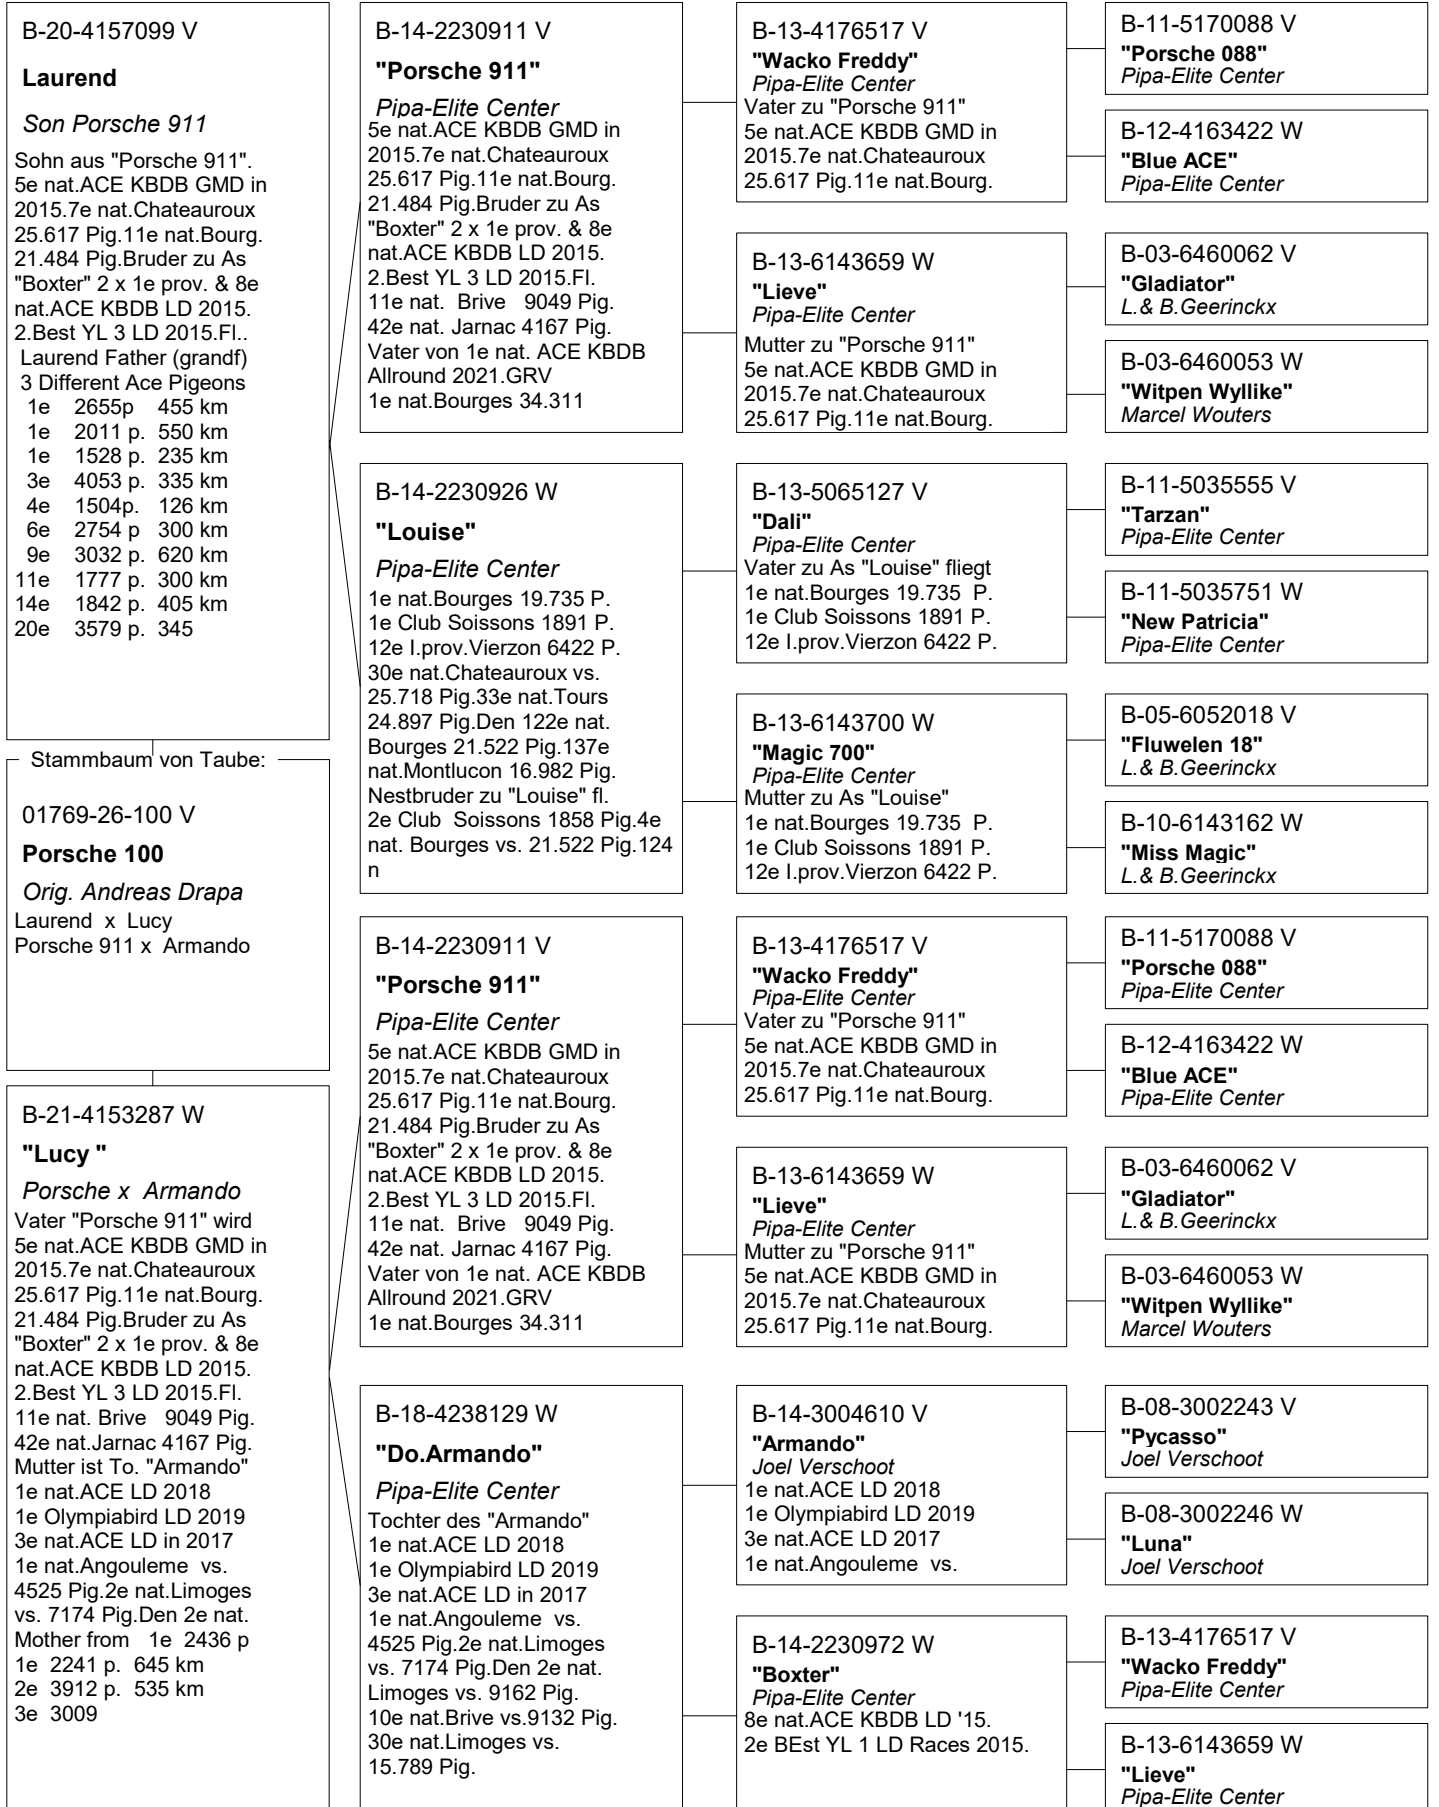 B-20-4157099 V
Laurend
Son Porsche 911
Sohn aus "Porsche 911".
5e nat.ACE KBDB GMD in
2015.7e nat.Chateauroux
25.617 Pig.11e nat.Bourg.
21.484 Pig.Bruder zu As
"Boxter" 2 x 1e prov. & 8e
nat.ACE KBDB LD 2015.
2.Best YL 3 LD 2015.Fl..
Laurend Father (grandf)
3 Different Ace Pigeons
1e 2655p 455 km
1e 2011 p. 550 km
1e 1528 p. 235 km
3e 4053 p. 335 km
4e 1504p. 126 km
6e 2754 p 300 km
9e 3032 p. 620 km
11e 1777 p. 300 km
14e 1842 p. 405 km
20e 3579 p. 345
Stammbaum von Taube:
01769-26-100 V
Porsche 100
Orig. Andreas Drapa
Laurend x Lucy
Porsche 911 x Armando
B-21-4153287 W
"Lucy "
Porsche x Armando
Vater "Porsche 911" wird
5e nat.ACE KBDB GMD in
2015.7e nat.Chateauroux
25.617 Pig.11e nat.Bourg.
21.484 Pig.Bruder zu As
"Boxter" 2 x 1e prov. & 8e
nat.ACE KBDB LD 2015.
2.Best YL 3 LD 2015.Fl.
11e nat. Brive 9049 Pig.
42e nat.Jarnac 4167 Pig.
Mutter ist To. "Armando"
1e nat.ACE LD 2018
1e Olympiabird LD 2019
3e nat.ACE LD in 2017
1e nat.Angouleme vs.
4525 Pig.2e nat.Limoges
vs. 7174 Pig.Den 2e nat.
Mother from 1e 2436 p
1e 2241 p. 645 km
2e 3912 p. 535 km
3e 3009
B-14-2230911 V
"Porsche 911"
Pipa-Elite Center
5e nat.ACE KBDB GMD in
2015.7e nat.Chateauroux
25.617 Pig.11e nat.Bourg.
21.484 Pig.Bruder zu As
"Boxter" 2 x 1e prov. & 8e
nat.ACE KBDB LD 2015.
2.Best YL 3 LD 2015.Fl.
11e nat. Brive 9049 Pig.
42e nat. Jarnac 4167 Pig.
Vater von 1e nat. ACE KBDB
Allround 2021.GRV
1e nat.Bourges 34.311
B-14-2230926 W
"Louise"
Pipa-Elite Center
1e nat.Bourges 19.735 P.
1e Club Soissons 1891 P.
12e I.prov.Vierzon 6422 P.
30e nat.Chateauroux vs.
25.718 Pig.33e nat.Tours
24.897 Pig.Den 122e nat.
Bourges 21.522 Pig.137e
nat.Montlucon 16.982 Pig.
Nestbruder zu "Louise" fl.
2e Club Soissons 1858 Pig.4e
nat. Bourges vs. 21.522 Pig.124
n
B-14-2230911 V
"Porsche 911"
Pipa-Elite Center
5e nat.ACE KBDB GMD in
2015.7e nat.Chateauroux
25.617 Pig.11e nat.Bourg.
21.484 Pig.Bruder zu As
"Boxter" 2 x 1e prov. & 8e
nat.ACE KBDB LD 2015.
2.Best YL 3 LD 2015.Fl.
11e nat. Brive 9049 Pig.
42e nat. Jarnac 4167 Pig.
Vater von 1e nat. ACE KBDB
Allround 2021.GRV
1e nat.Bourges 34.311
B-18-4238129 W
"Do.Armando"
Pipa-Elite Center
Tochter des "Armando"
1e nat.ACE LD 2018
1e Olympiabird LD 2019
3e nat.ACE LD in 2017
1e nat.Angouleme vs.
4525 Pig.2e nat.Limoges
vs. 7174 Pig.Den 2e nat.
Limoges vs. 9162 Pig.
10e nat.Brive vs.9132 Pig.
30e nat.Limoges vs.
15.789 Pig.
B-13-4176517 V
"Wacko Freddy"
Pipa-Elite Center
Vater zu "Porsche 911"
5e nat.ACE KBDB GMD in
2015.7e nat.Chateauroux
25.617 Pig.11e nat.Bourg.
B-13-6143659 W
"Lieve"
Pipa-Elite Center
Mutter zu "Porsche 911"
5e nat.ACE KBDB GMD in
2015.7e nat.Chateauroux
25.617 Pig.11e nat.Bourg.
B-13-5065127 V
"Dali"
Pipa-Elite Center
Vater zu As "Louise" fliegt
1e nat.Bourges 19.735 P.
1e Club Soissons 1891 P.
12e I.prov.Vierzon 6422 P.
B-13-6143700 W
"Magic 700"
Pipa-Elite Center
Mutter zu As "Louise"
1e nat.Bourges 19.735 P.
1e Club Soissons 1891 P.
12e I.prov.Vierzon 6422 P.
B-13-4176517 V
"Wacko Freddy"
Pipa-Elite Center
Vater zu "Porsche 911"
5e nat.ACE KBDB GMD in
2015.7e nat.Chateauroux
25.617 Pig.11e nat.Bourg.
B-13-6143659 W
"Lieve"
Pipa-Elite Center
Mutter zu "Porsche 911"
5e nat.ACE KBDB GMD in
2015.7e nat.Chateauroux
25.617 Pig.11e nat.Bourg.
B-14-3004610 V
"Armando"
Joel Verschoot
1e nat.ACE LD 2018
1e Olympiabird LD 2019
3e nat.ACE LD 2017
1e nat.Angouleme vs.
B-14-2230972 W
"Boxter"
Pipa-Elite Center
8e nat.ACE KBDB LD '15.
2e BEst YL 1 LD Races 2015.
B-11-5170088 V
"Porsche 088"
Pipa-Elite Center
B-12-4163422 W
"Blue ACE"
Pipa-Elite Center
B-03-6460062 V
"Gladiator"
L.& B.Geerinckx
B-03-6460053 W
"Witpen Wyllike"
Marcel Wouters
B-11-5035555 V
"Tarzan"
Pipa-Elite Center
B-11-5035751 W
"New Patricia"
Pipa-Elite Center
B-05-6052018 V
"Fluwelen 18"
L.& B.Geerinckx
B-10-6143162 W
"Miss Magic"
L.& B.Geerinckx
B-11-5170088 V
"Porsche 088"
Pipa-Elite Center
B-12-4163422 W
"Blue ACE"
Pipa-Elite Center
B-03-6460062 V
"Gladiator"
L.& B.Geerinckx
B-03-6460053 W
"Witpen Wyllike"
Marcel Wouters
B-08-3002243 V
"Pycasso"
Joel Verschoot
B-08-3002246 W
"Luna"
Joel Verschoot
B-13-4176517 V
"Wacko Freddy"
Pipa-Elite Center
B-13-6143659 W
"Lieve"
Pipa-Elite Center